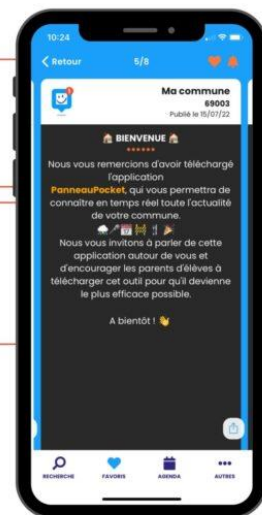 10:24
Retour
5/8
Ma commune
69003
Publié le 15/07/22
BIENVENUE
Nous vous remercions d'avoir téléchargé
l'application
PanneauPocket, qui vous permettra de
connaître en temps réel toute l'actualité
de votre commune.
Nous vous invitons à parler de cette
application autour de vous et
d'encourager les parents d'élèves à
télécharger cet outil pour qu'il devienne
le plus efficace possible.
A bientôt !
RECHERCHE
FAVORIS
AGENDA
AUTRES